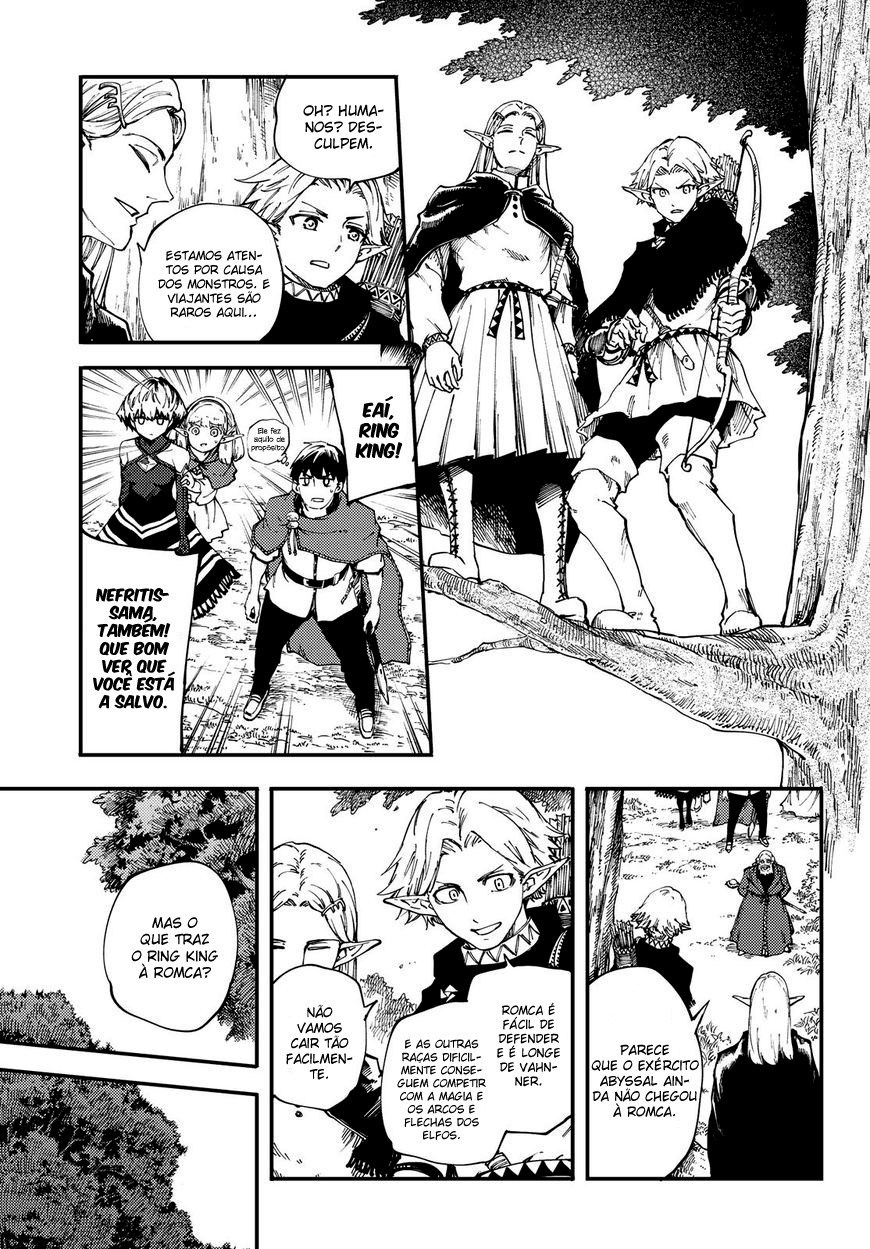 OH? HUMA-
NOS? DES-
CULPEM.
ESTAMOS ATEN-
TOS POR CAUSA
DOS MONSTROS. E
VIAJANTES SÃO
RAROS AQUI...
EAÍ,
RING
KING!
Ele fez
aquilo de
propósito
NEFRITIS-
SAMA,
TAMBÉM!
QUE BOM
VER QUE
VOCÊ ESTÁ
A SALVO.
PARECE
QUE O EXÉRCITO
ABYSSAL AIN-
DA NÃO CHEGOU
À ROMCA.
ROMCA É
FÁCIL DE
DEFENDER
E É LONGE
DE VAHN-
NER.
E AS OUTRAS
RACAS DIFICIL-
MENTE CONSE-
GUEM COMPETIR
COM A MAGIA E
OS ARCOS E
FLECHAS DOS
ELFOS.
NÃO
VAMOS
CAIR TÃO
FACILMEN-
TE.
MAS O
QUE TRAZ
O RING KING
À ROMCA?